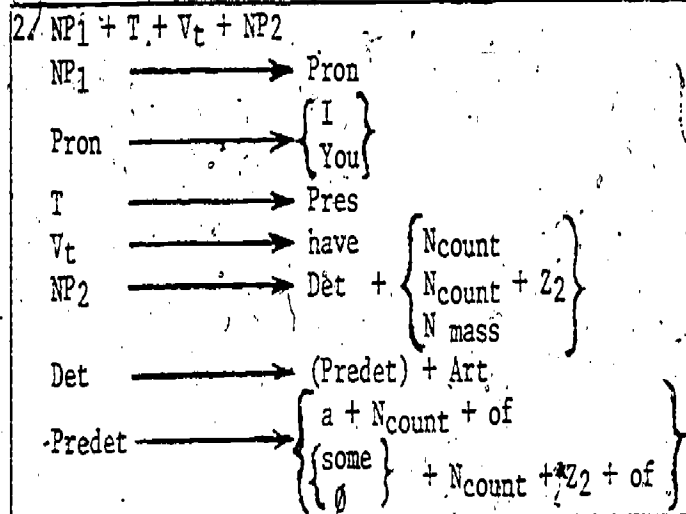 2. NP1 + T + Vt + NP2
NP1 → Pron
Pron → { I
You }
T → Pres
Vt → have
NP2 → Det + { Ncount
Ncount + Z2
N mass }
Det → (Predet) + Art
Predet → { a + Ncount + of
{ some
∅ } + Ncount + Z2 + of }